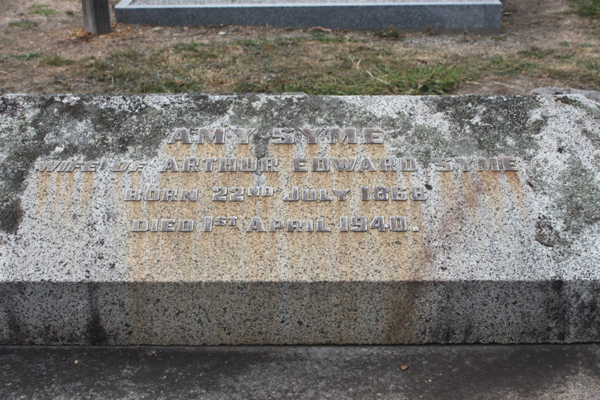 AMY SYME
WIFE OF ARTHUR EDWARD SYME
BORN 22ND JULY 1868
DIED 1ST APRIL 1940.